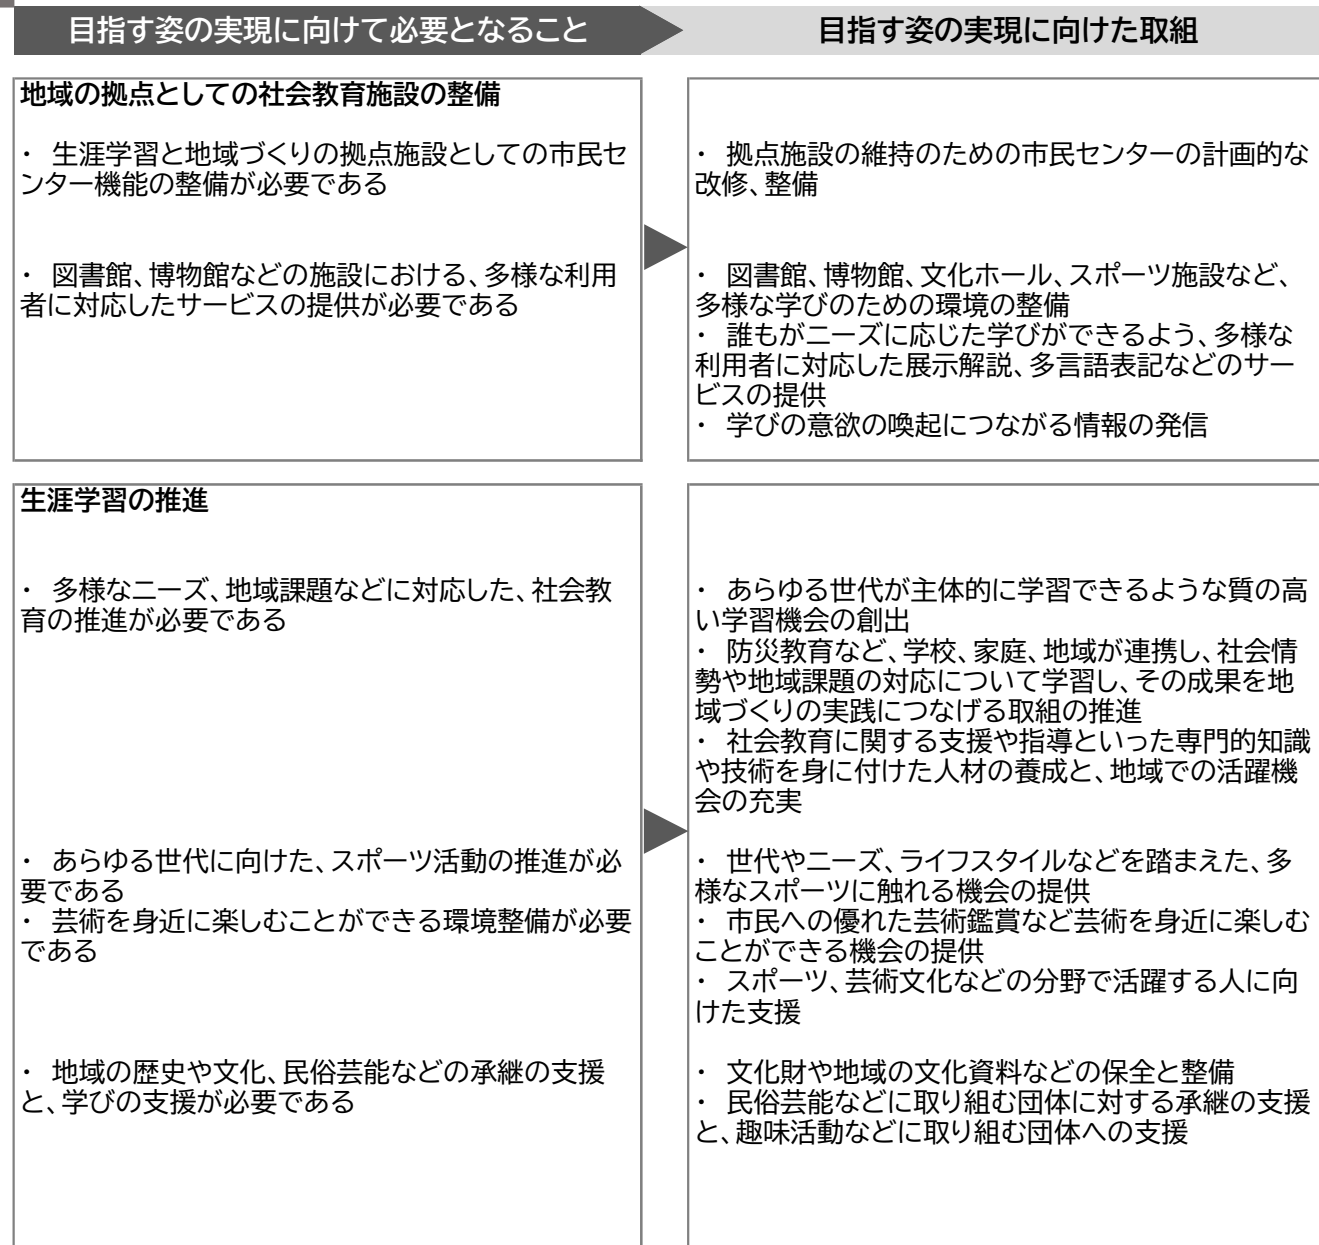 目指す姿の実現に向けて必要となること
目指す姿の実現に向けた取組
地域の拠点としての社会教育施設の整備
・ 生涯学習と地域づくりの拠点施設としての市民セ
ンター機能の整備が必要である
・ 図書館、博物館などの施設における、多様な利用
者に対応したサービスの提供が必要である
・ 拠点施設の維持のための市民センターの計画的な
改修、整備
・ 図書館、博物館、文化ホール、スポーツ施設など、
多様な学びのための環境の整備
・ 誰もがニーズに応じた学びができるよう、多様な
利用者に対応した展示解説、多言語表記などのサー
ビスの提供
・ 学びの意欲の喚起につながる情報の発信
生涯学習の推進
・ 多様なニーズ、地域課題などに対応した、社会教
育の推進が必要である
・ あらゆる世代に向けた、スポーツ活動の推進が必
要である
・ 芸術を身近に楽しむことができる環境整備が必要
である
・ 地域の歴史や文化、民俗芸能などの承継の支援
と、学びの支援が必要である
・ あらゆる世代が主体的に学習できるような質の高
い学習機会の創出
・ 防災教育など、学校、家庭、地域が連携し、社会情
勢や地域課題の対応について学習し、その成果を地
域づくりの実践につなげる取組の推進
・ 社会教育に関する支援や指導といった専門的知識
や技術を身に付けた人材の養成と、地域での活躍機
会の充実
・ 世代やニーズ、ライフスタイルなどを踏まえた、多
様なスポーツに触れる機会の提供
・ 市民への優れた芸術鑑賞など芸術を身近に楽しむ
ことができる機会の提供
・ スポーツ、芸術文化などの分野で活躍する人に向
けた支援
・ 文化財や地域の文化資料などの保全と整備
・ 民俗芸能などに取り組む団体に対する承継の支援
と、趣味活動などに取り組む団体への支援